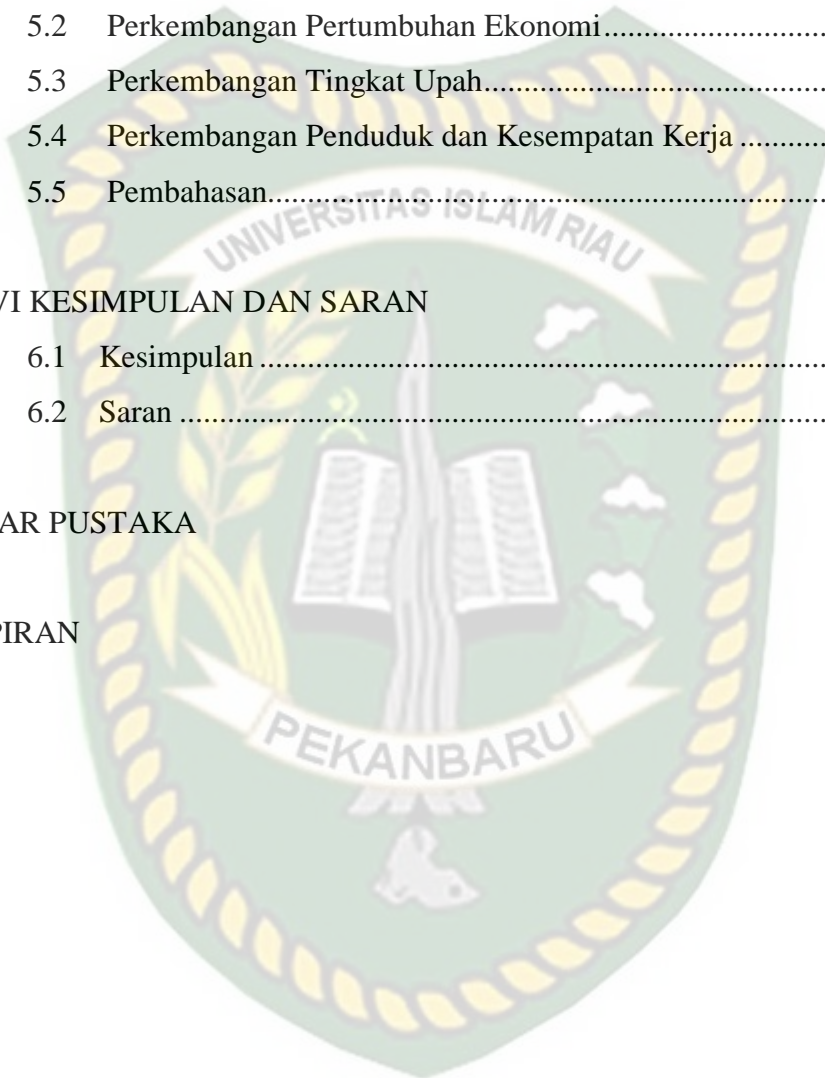 5.2 Perkembangan Pertumbuhan Ekonomi..............................
5.3 Perkembangan Tingkat Upah............................................
5.4 Perkembangan Penduduk dan Kesempatan Kerja ...........
5.5 Pembahasan.......................................................................
UNIVERSITAS ISLAM RIAU
VI KESIMPULAN DAN SARAN
6.1 Kesimpulan ........................................................................
6.2 Saran ..................................................................................
AR PUSTAKA
PIRAN
PEKANBARU